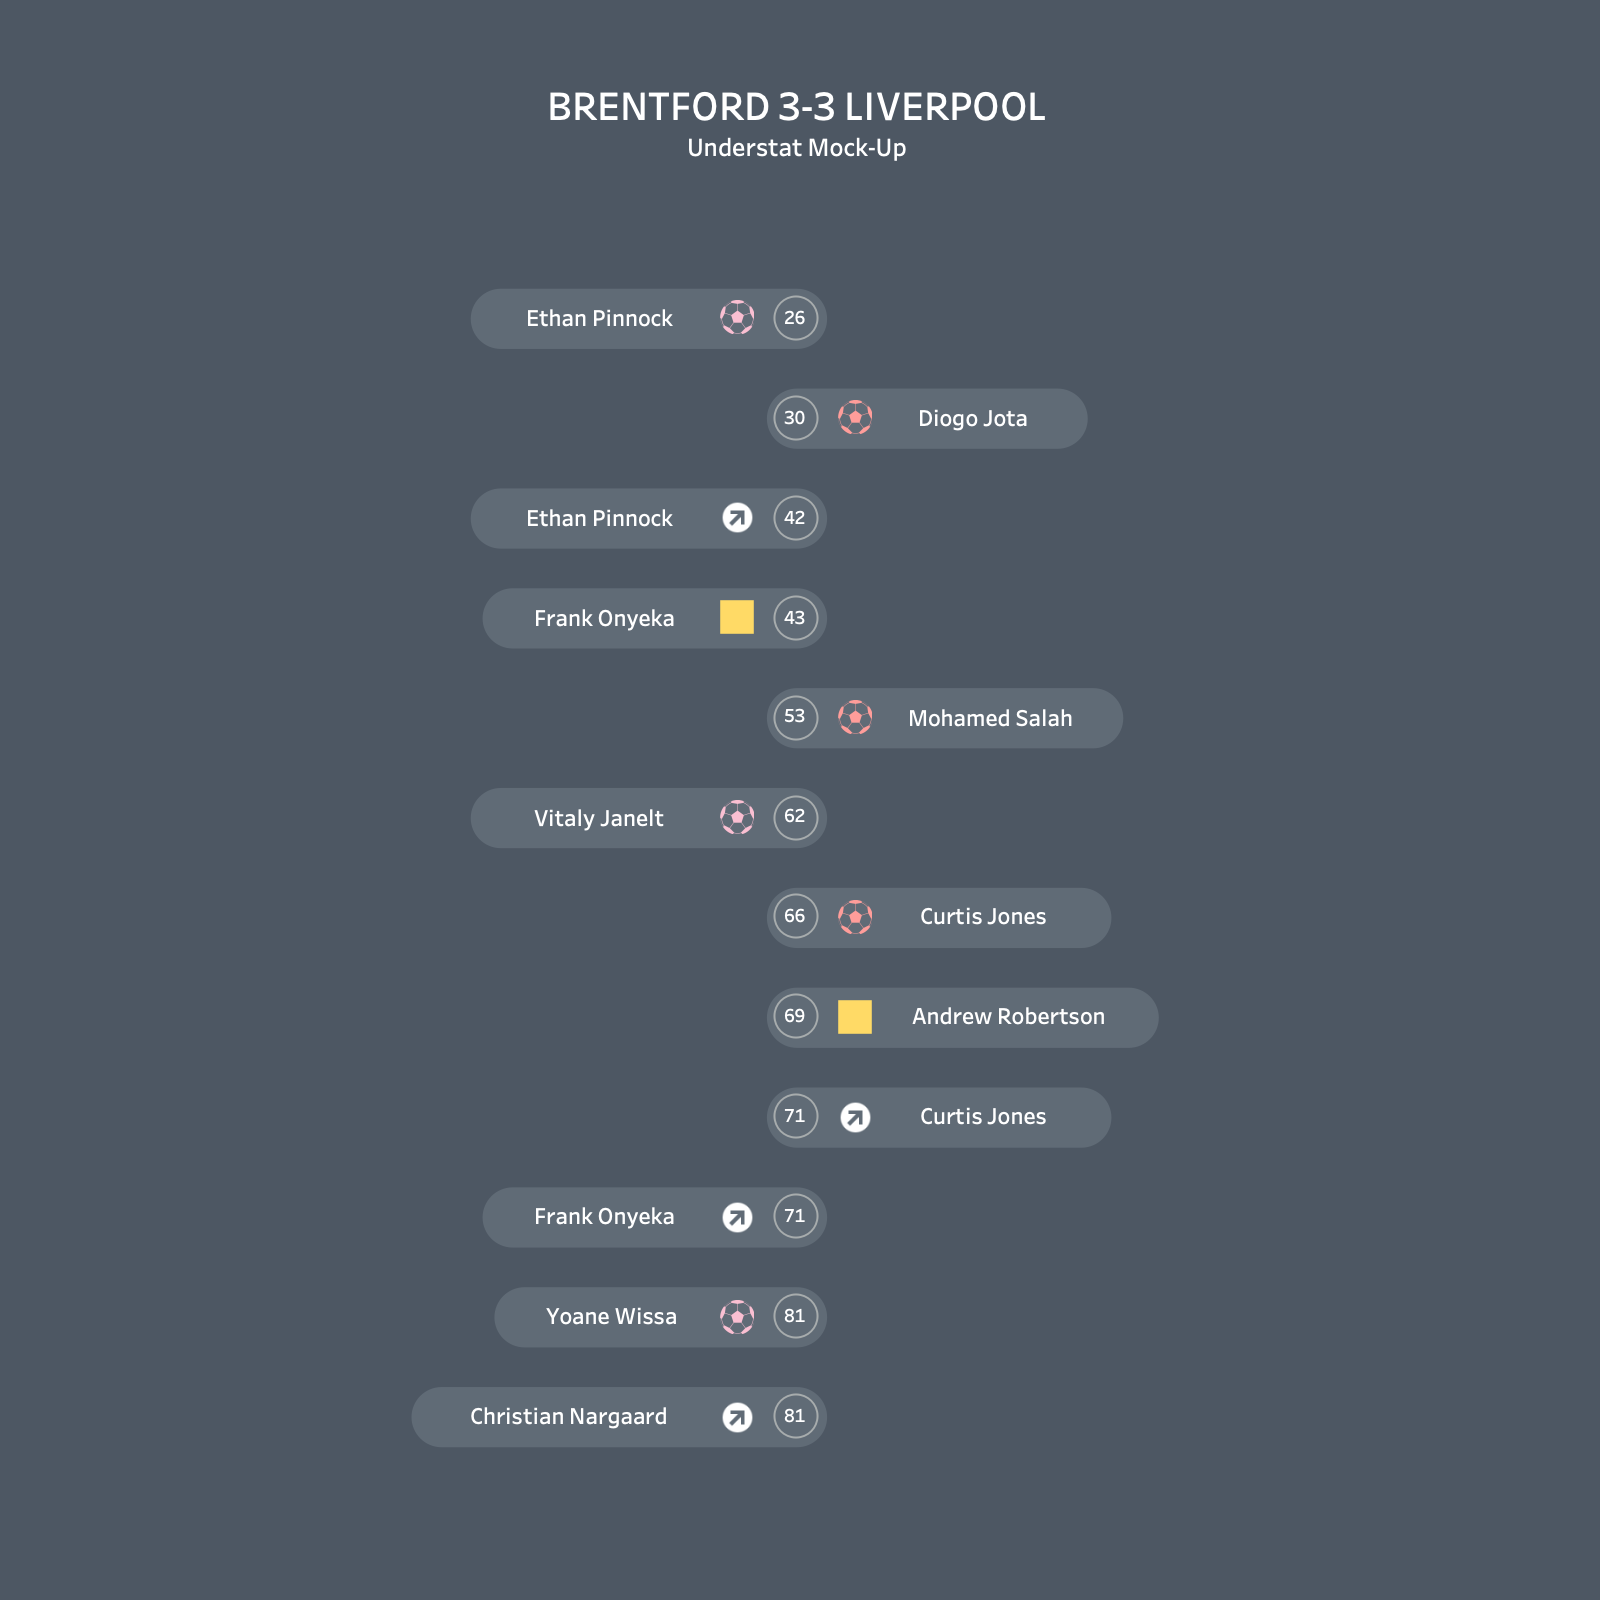 BRENTFORD 3-3 LIVERPOOL
Understat Mock-Up
Ethan Pinnock 26
30 Diogo Jota
Ethan Pinnock 42
Frank Onyeka 43
53 Mohamed Salah
Vitaly Janelt 62
66 Curtis Jones
69 Andrew Robertson
71 Curtis Jones
Frank Onyeka 71
Yoane Wissa 81
Christian Nargaard 81